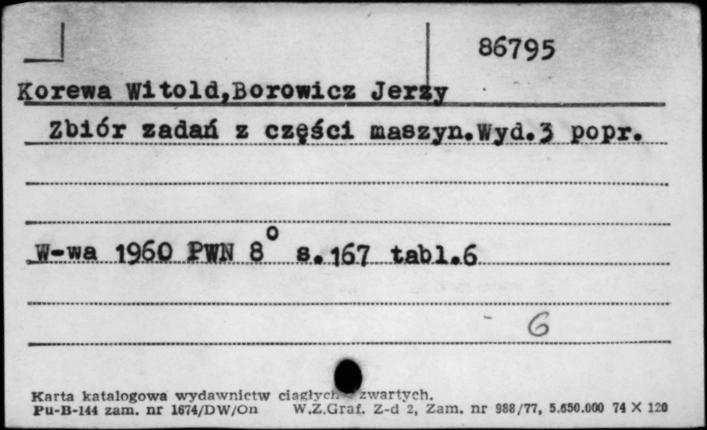 86795
Korewa Witold,Borowicz Jerzy
Zbiór zadań z części maszyn.Wyd.3 popr.
W-wa 1960 PWN 8° s.167 tabl.6
6
Karta katalogowa wydawnictw ciągłych - zwartych.
Pu-B-144 zam. nr 1674/DW/On W.Z.Graf. Z-d 2, Zam. nr 988/77, 5.650.000 74 X 120